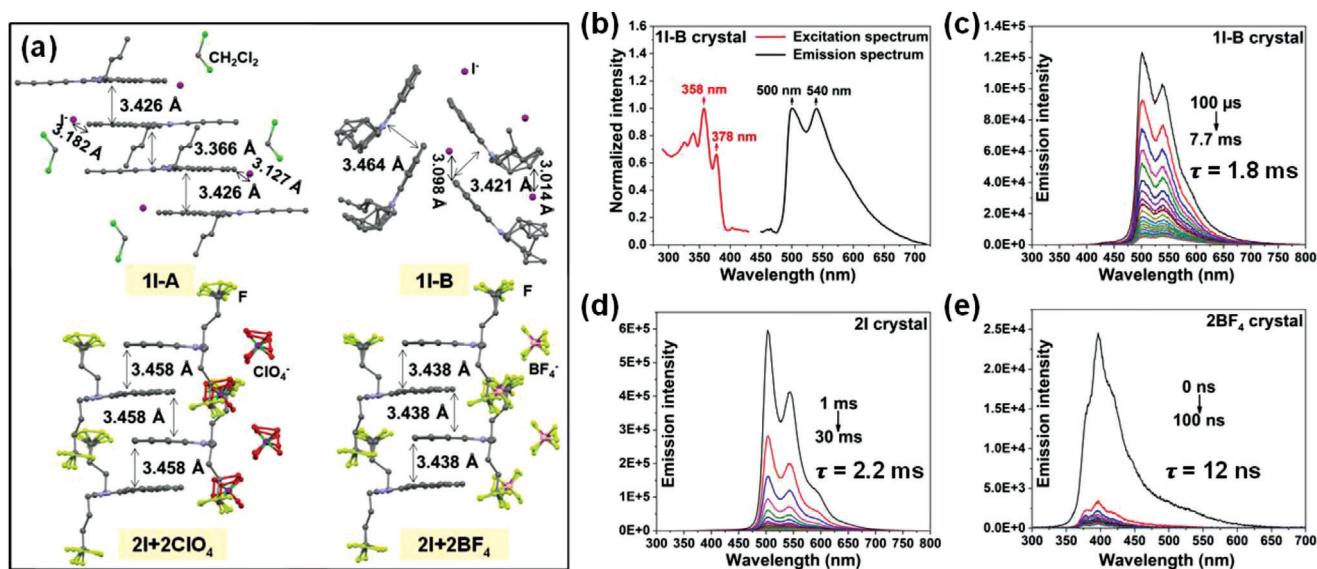 (a)
CH₂Cl₂
3.426 Å
I⁻
3.182 Å
3.366 Å
3.127 Å
3.426 Å
1I-A
I⁻
3.464 Å
3.098 Å
3.421 Å
3.014 Å
1I-B
F
3.458 Å
ClO₄⁻
3.458 Å
3.458 Å
2I+2ClO₄
F
3.438 Å
BF₄⁻
3.438 Å
3.438 Å
2I+2BF₄
(b)
1I-B crystal
Excitation spectrum
Emission spectrum
358 nm
378 nm
500 nm
540 nm
Normalized intensity
1.4
1.2
1.0
0.8
0.6
0.4
0.2
0.0
250 300 350 400 450 500 550 600 650 700
Wavelength (nm)
(c)
1I-B crystal
100 µs
7.7 ms
τ = 1.8 ms
Emission intensity
1.4E+5
1.2E+5
1.0E+5
8.0E+4
6.0E+4
4.0E+4
2.0E+4
0.0E+0
300 350 400 450 500 550 600 650 700 750 800
Wavelength (nm)
(d)
2I crystal
1 ms
30 ms
τ = 2.2 ms
Emission intensity
6E+5
5E+5
4E+5
3E+5
2E+5
1E+5
0E+0
300 350 400 450 500 550 600 650 700 750 800
Wavelength (nm)
(e)
2BF₄ crystal
0 ns
100 ns
τ = 12 ns
Emission intensity
2.5E+4
2.0E+4
1.5E+4
1.0E+4
5.0E+3
0.0E+0
300 350 400 450 500 550 600 650 700
Wavelength (nm)